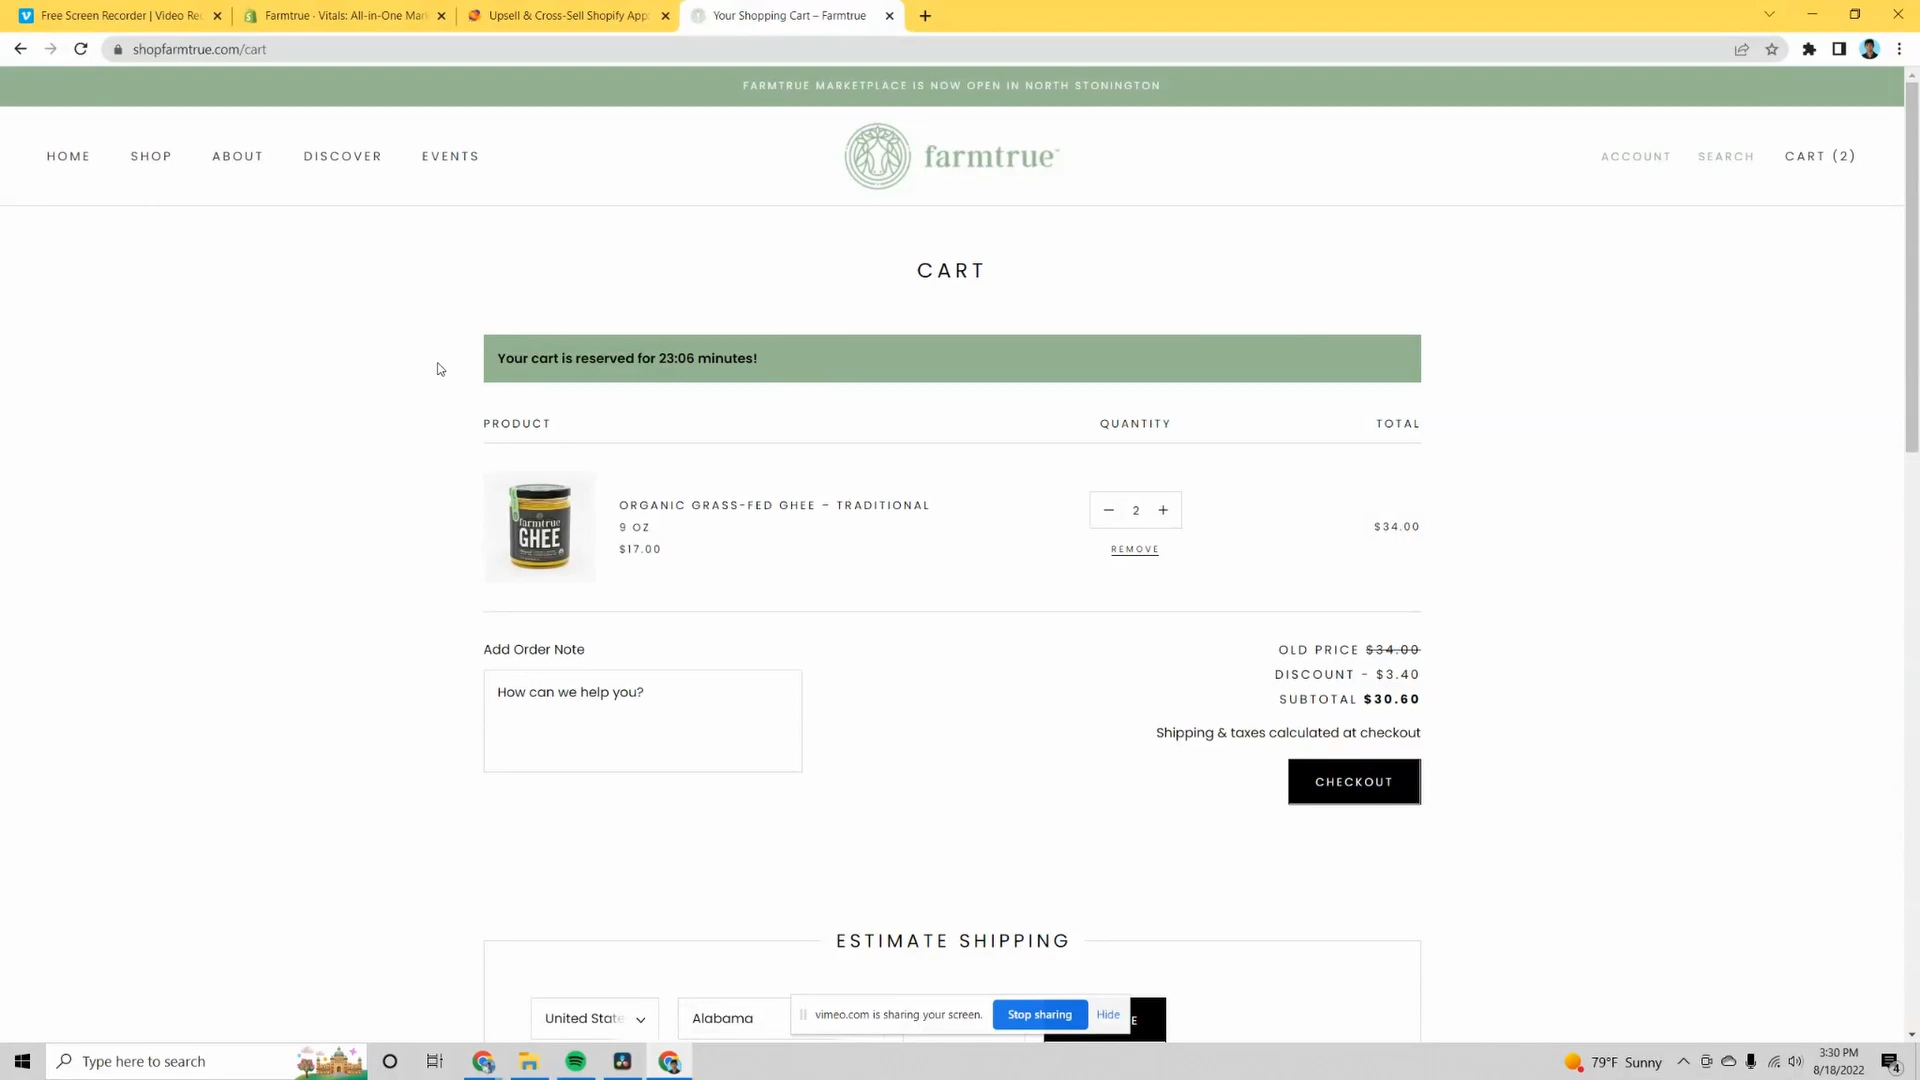 Free Screen Recorder | Video Rec
Farmtrue · Vitals: All-in-One Mar
Upsell & Cross-Sell Shopify App:
Your Shopping Cart – Farmtrue
shopfarmtrue.com/cart
FARMTRUE MARKETPLACE IS NOW OPEN IN NORTH STONINGTON
HOME SHOP ABOUT DISCOVER EVENTS
farmtrue
ACCOUNT SEARCH CART (2)
CART
Your cart is reserved for 23:06 minutes!
PRODUCT QUANTITY TOTAL
farmtrue
GHEE
ORGANIC GRASS-FED GHEE – TRADITIONAL
9 OZ
$17.00
2
REMOVE
$34.00
Add Order Note
How can we help you?
OLD PRICE $34.00
DISCOUNT - $3.40
SUBTOTAL $30.60
Shipping & taxes calculated at checkout
CHECKOUT
ESTIMATE SHIPPING
United State
Alabama
vimeo.com is sharing your screen. Stop sharing Hide
E
Type here to search
79°F Sunny
3:30 PM
8/18/2022
4